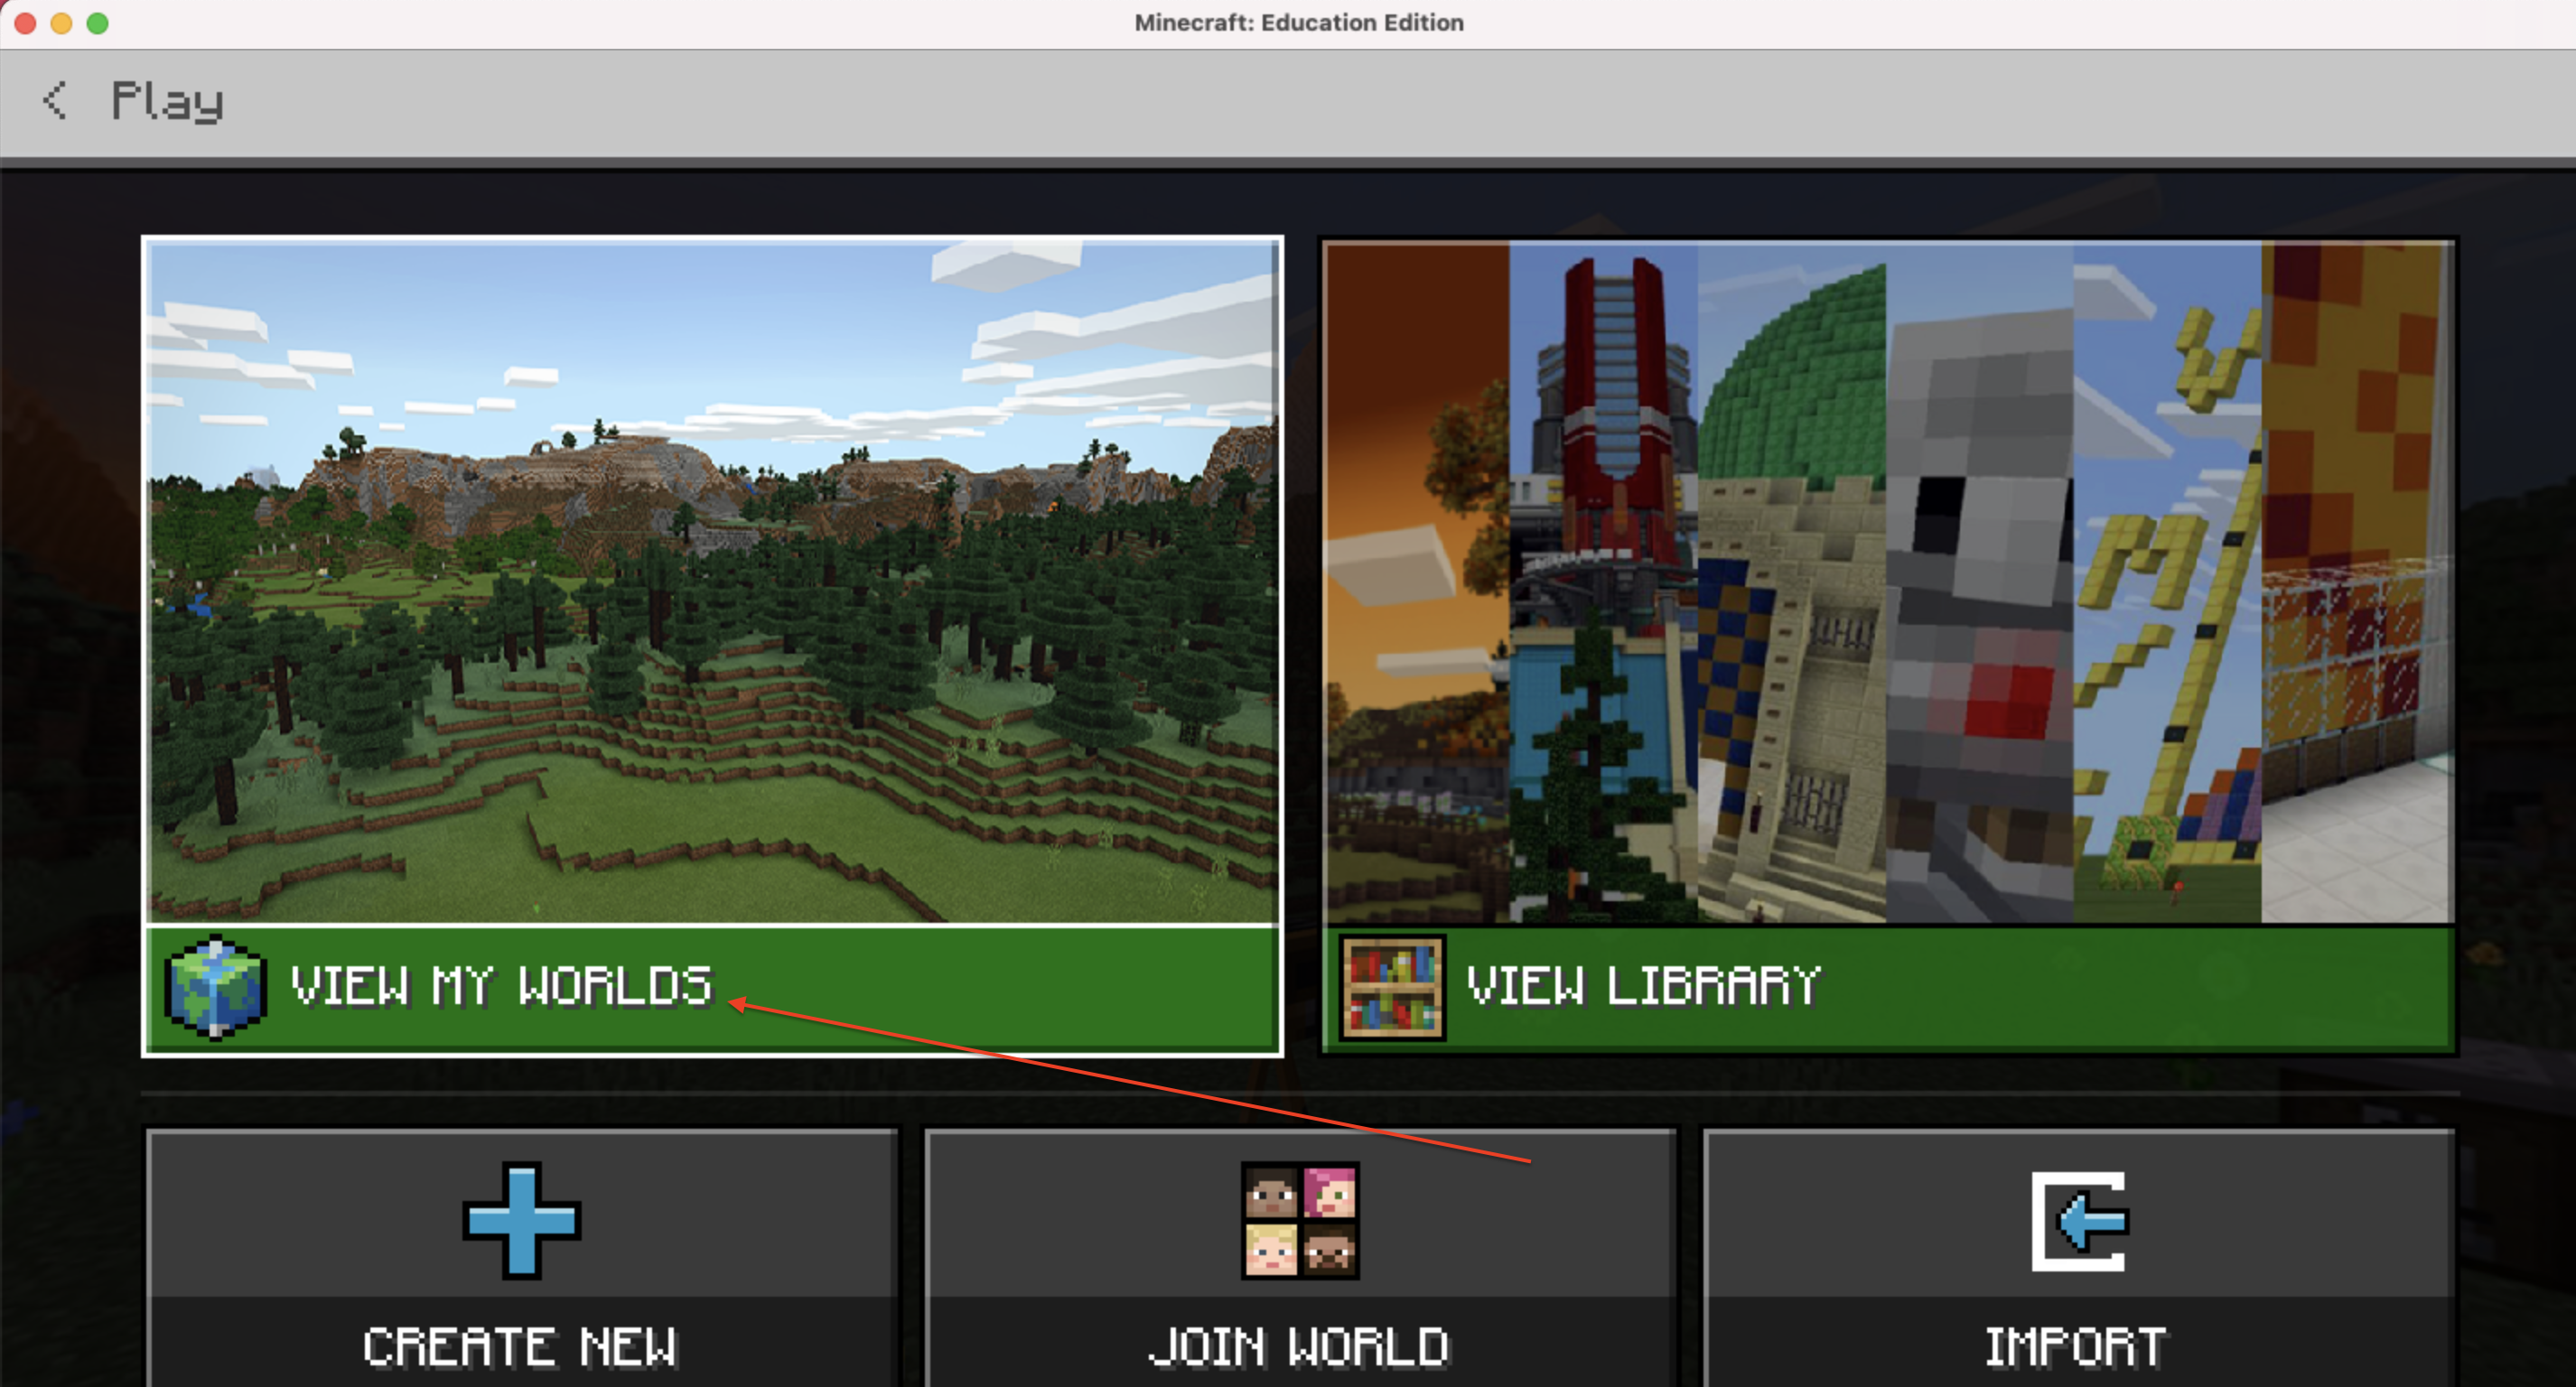 Minecraft: Education Edition
Play
VIEW MY WORLDS
VIEW LIBRARY
CREATE NEW
JOIN WORLD
IMPORT